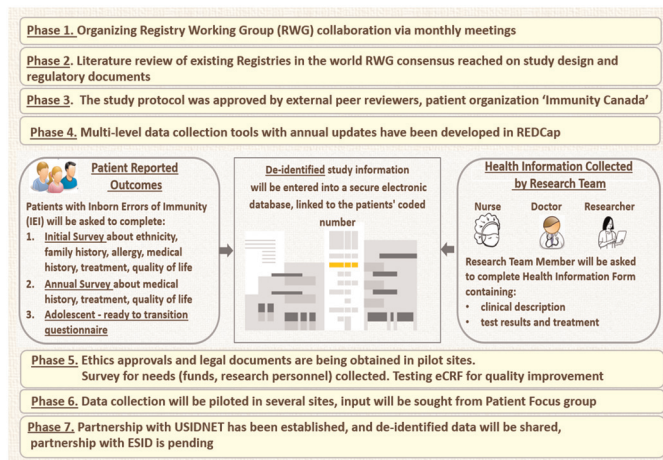 Phase 1. Organizing Registry Working Group (RWG) collaboration via monthly meetings
Phase 2. Literature review of existing Registries in the world RWG consensus reached on study design and
regulatory documents
Phase 3. The study protocol was approved by external peer reviewers, patient organization ‘Immunity Canada’
Phase 4. Multi-level data collection tools with annual updates have been developed in REDCap
Patient Reported
Outcomes
Patients with Inborn Errors of Immunity
(IEI) will be asked to complete:
1. Initial Survey about ethnicity,
family history, allergy, medical
history, treatment, quality of life
2. Annual Survey about medical
history, treatment, quality of life
3. Adolescent - ready to transition
questionnaire
De-identified study information
will be entered into a secure electronic
database, linked to the patients' coded
number
Health Information Collected
by Research Team
Nurse Doctor Researcher
Research Team Member will be asked
to complete Health Information Form
containing:
• clinical description
• test results and treatment
Phase 5. Ethics approvals and legal documents are being obtained in pilot sites.
Survey for needs (funds, research personnel) collected. Testing eCRF for quality improvement
Phase 6. Data collection will be piloted in several sites, input will be sought from Patient Focus group
Phase 7. Partnership with USIDNET has been established, and de-identified data will be shared,
partnership with ESID is pending